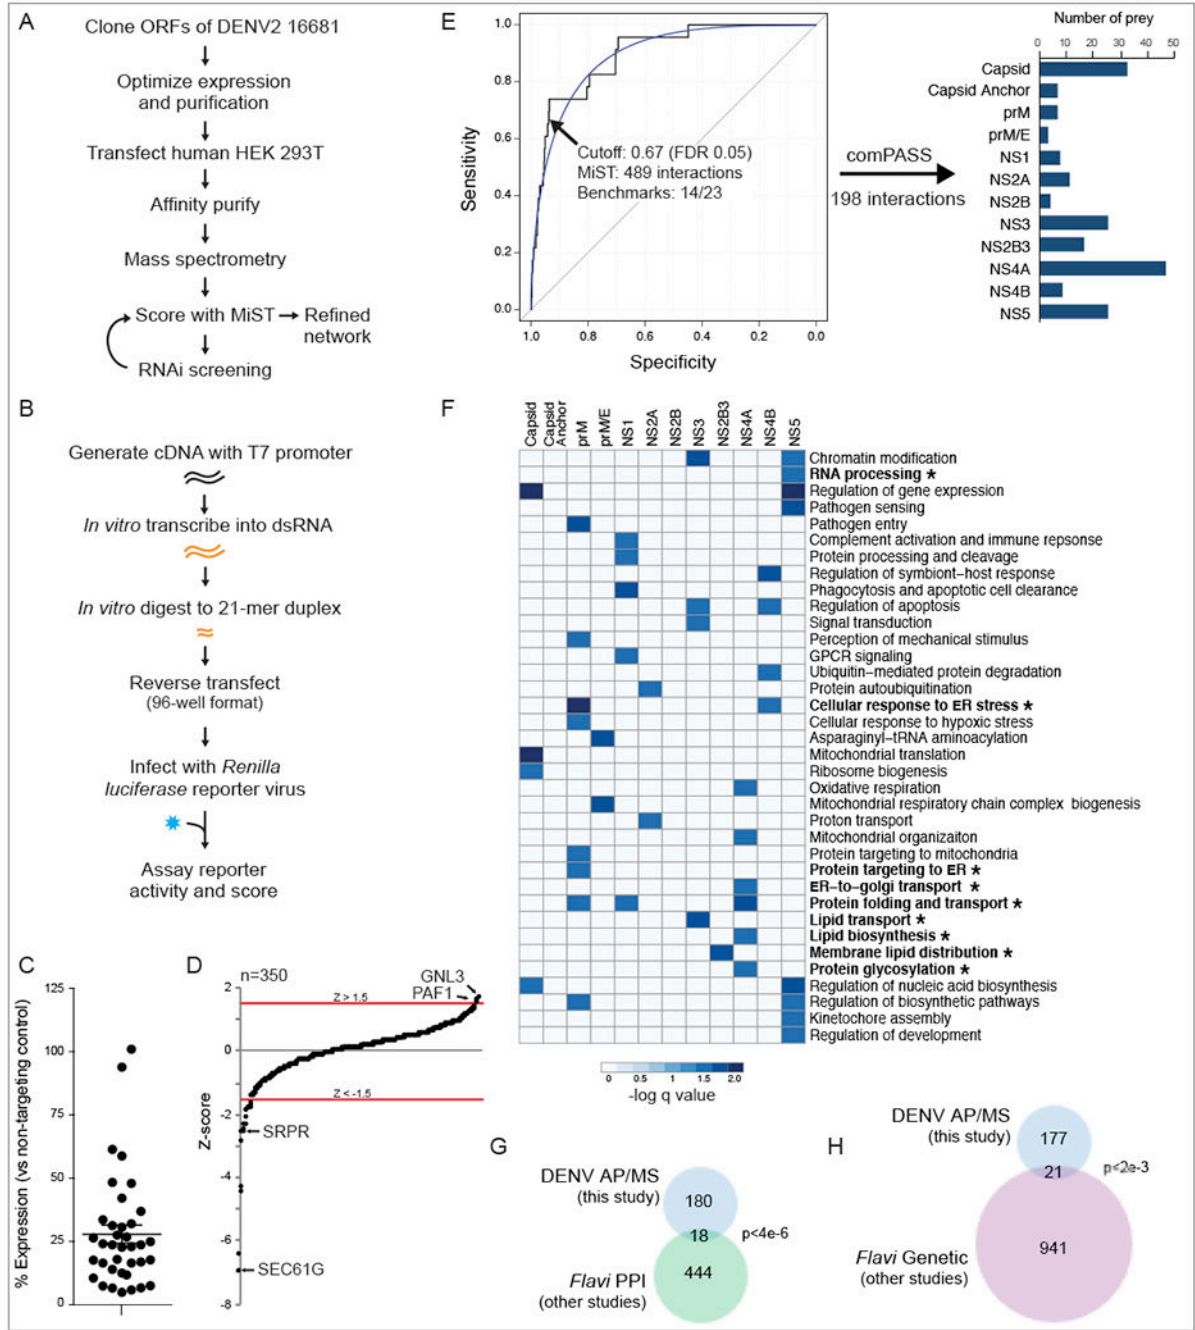 A
Clone ORFs of DENV2 16681
Optimize expression
and purification
Transfect human HEK 293T
Affinity purify
Mass spectrometry
Score with MiST
Refined
network
RNAi screening
B
Generate cDNA with T7 promoter
In vitro transcribe into dsRNA
In vitro digest to 21-mer duplex
Reverse transfect
(96-well format)
Infect with Renilla
luciferase reporter virus
Assay reporter
activity and score
C
% Expression (vs non-targeting control)
125
100
75
50
25
0
D
n=350
Z-score
2
0
-2
-4
-6
-8
GNL3
PAF1
Z > 1.5
Z < -1.5
SRPR
SEC61G
E
Sensitivity
1.0
0.8
0.6
0.4
0.2
0.0
Cutoff: 0.67 (FDR 0.05)
MiST: 489 interactions
Benchmarks: 14/23
1.0 0.8 0.6 0.4 0.2 0.0
Specificity
comPASS
198 interactions
Number of prey
0 10 20 30 40 50
Capsid
Capsid Anchor
prM
prM/E
NS1
NS2A
NS2B
NS3
NS2B3
NS4A
NS4B
NS5
F
Capsid
Capsid
Anchor
prM
prM/E
NS1
NS2A
NS2B
NS3
NS2B3
NS4A
NS4B
NS5
Chromatin modification
RNA processing *
Regulation of gene expression
Pathogen sensing
Pathogen entry
Complement activation and immune repsonse
Protein processing and cleavage
Regulation of symbiont-host response
Phagocytosis and apoptotic cell clearance
Regulation of apoptosis
Signal transduction
Perception of mechanical stimulus
GPCR signaling
Ubiquitin-mediated protein degradation
Protein autoubiquitination
Cellular response to ER stress *
Cellular response to hypoxic stress
Asparaginyl-tRNA aminoacylation
Mitochondrial translation
Ribosome biogenesis
Oxidative respiration
Mitochondrial respiratory chain complex biogenesis
Proton transport
Mitochondrial organizaiton
Protein targeting to mitochondria
Protein targeting to ER *
ER-to-golgi transport *
Protein folding and transport *
Lipid transport *
Lipid biosynthesis *
Membrane lipid distribution *
Protein glycosylation *
Regulation of nucleic acid biosynthesis
Regulation of biosynthetic pathways
Kinetochore assembly
Regulation of development
0 0.5 1 1.5 2.0
-log q value
G
DENV AP/MS
(this study)
180
18
p<4e-6
444
Flavi PPI
(other studies)
H
DENV AP/MS
(this study)
177
21
p<2e-3
941
Flavi Genetic
(other studies)